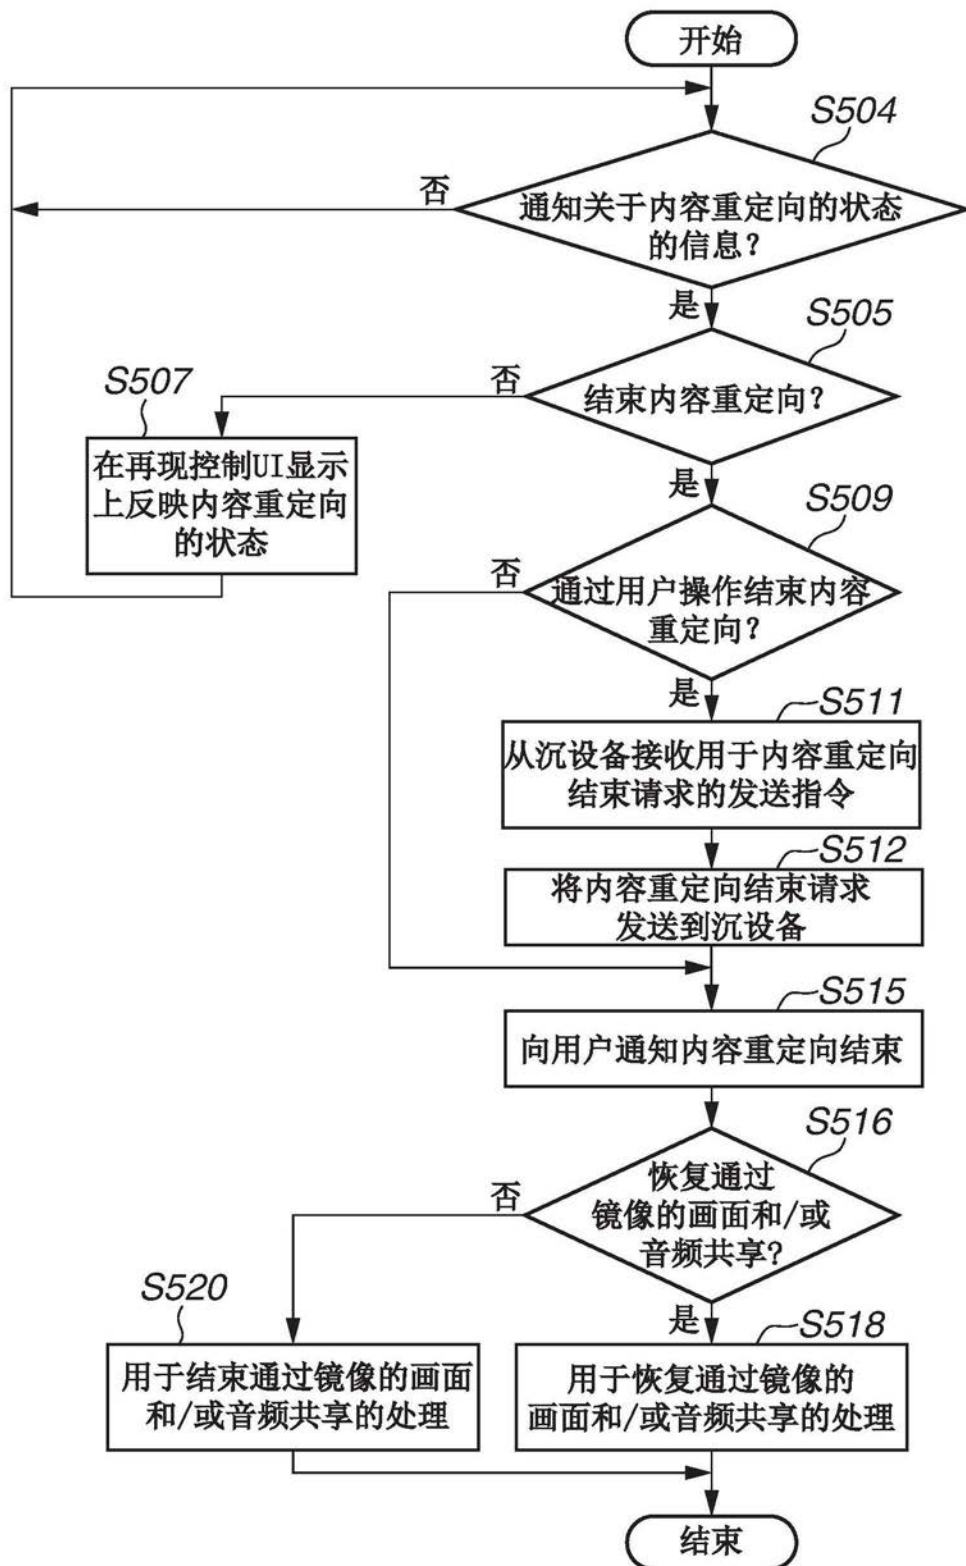 开始
S504
否
通知关于内容重定向的状态
的信息？
是
S505
否
结束内容重定向？
S507
在再现控制UI显示
上反映内容重定向
的状态
是
S509
否
通过用户操作结束内容
重定向？
是
S511
从沉设备接收用于内容重定向
结束请求的发送指令
S512
将内容重定向结束请求
发送到沉设备
S515
向用户通知内容重定向结束
S516
否
恢复通过
镜像的画面和/或
音频共享？
S520
是
S518
用于结束通过镜像的画面
和/或音频共享的处理
用于恢复通过镜像的
画面和/或音频共享的处理
结束